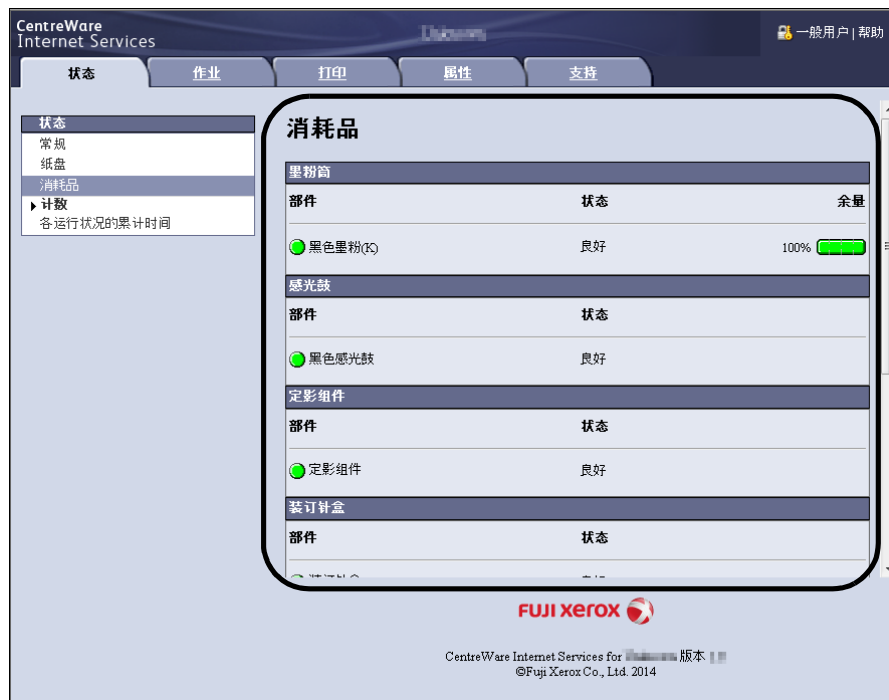 CentreWare
Internet Services
一般用户 | 帮助
状态
作业
打印
属性
支持
状态
常规
纸盘
消耗品
计数
各运行状况的累计时间
消耗品
墨粉筒
部件 状态 余量
黑色墨粉(K) 良好 100%
感光鼓
部件 状态
黑色感光鼓 良好
定影组件
部件 状态
定影组件 良好
装订针盒
部件 状态
FUJI xerox
CentreWare Internet Services for 版本
©Fuji Xerox Co., Ltd. 2014